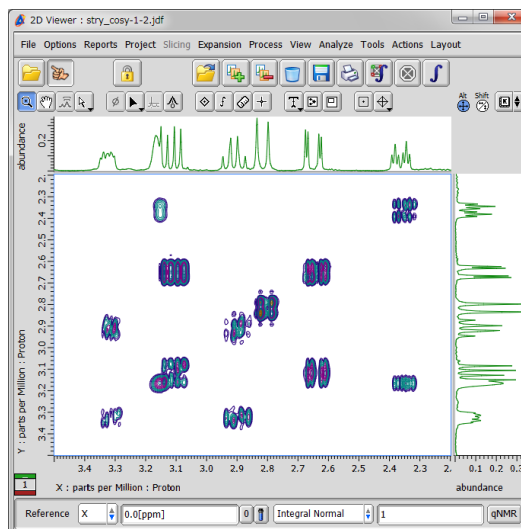 2D Viewer : stry_cosy-1-2.jdf
File Options Reports Project Slicing Expansion Process View Analyze Tools Actions Layout
Alt Shift
abundance
0.2
2.2 2.3 2.4 2.5 2.6 2.7 2.8 2.9 3.0 3.1 3.2 3.3 3.4
Y : parts per Million : Proton
3.4 3.3 3.2 3.1 3.0 2.9 2.8 2.7 2.6 2.5 2.4 2.3 2.2
0.1 0.2 0.3
1
X : parts per Million : Proton
abundance
Reference X 0.0[ppm] 0 Integral Normal 1 qNMR